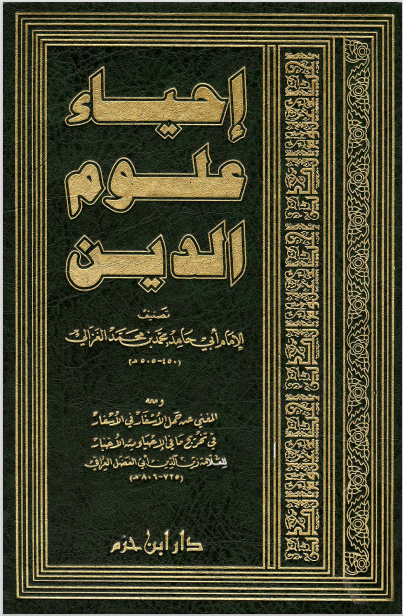 إحياء
علوم
الدين
تصنيف
الإمام أبي حامد محمد بن محمد الغزالي
(٤٥٠-٥٠٥ هـ)
ومعه
المغني عن حمل الأسفار في الأسفار
في تخريج ما في الإحياء من الأخبار
للعلامة زين الدين أبي الفضل العراقي
(٧٢٥-٨٠٦ هـ)
دار ابن حزم